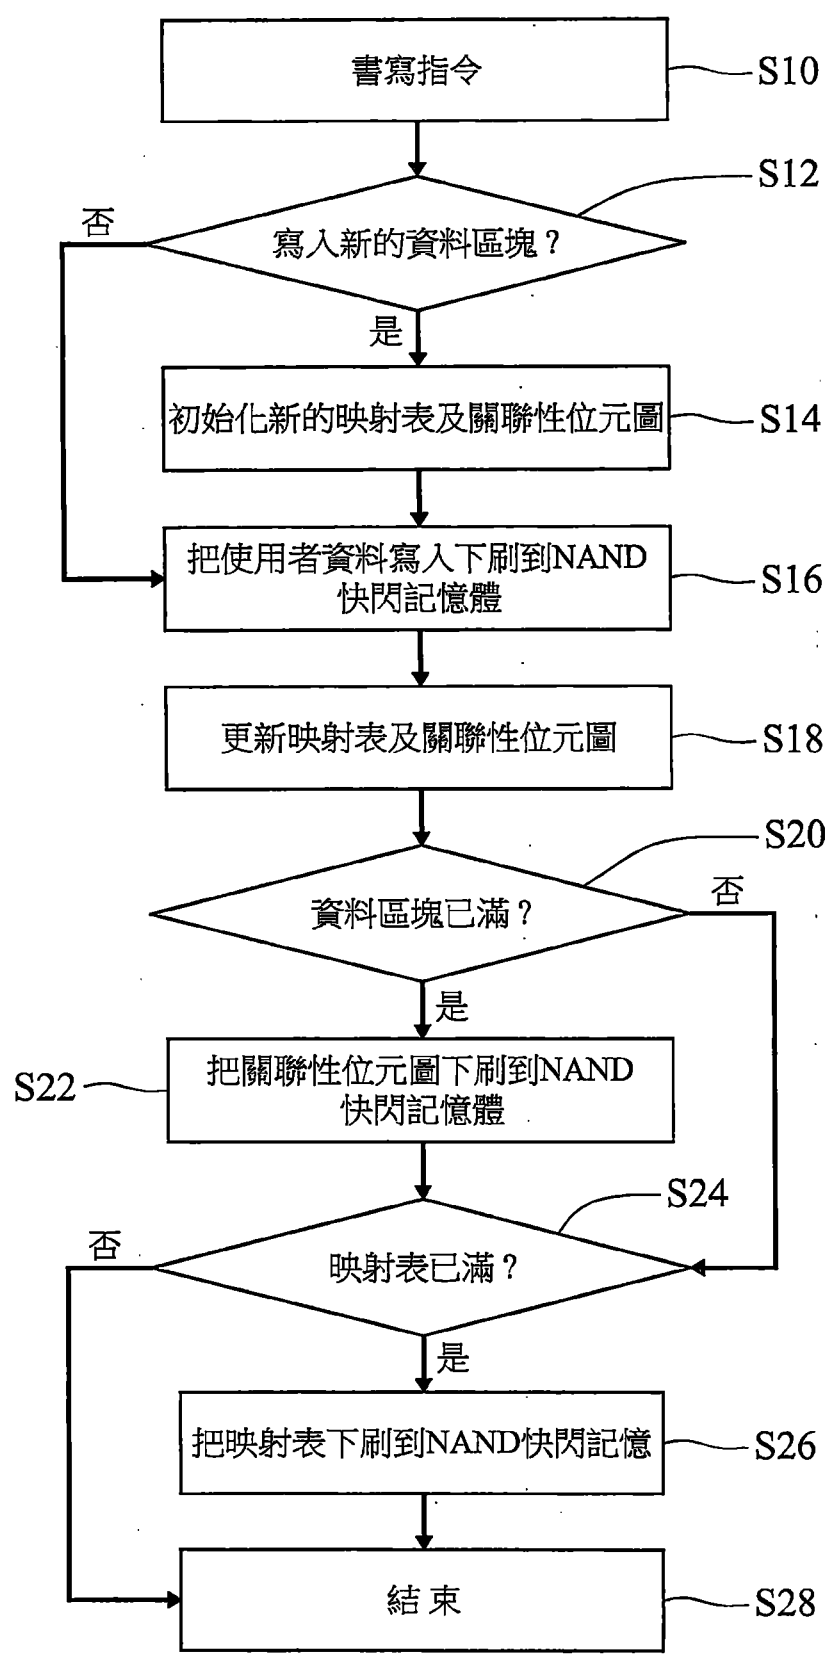 書寫指令
S10
S12
否
寫入新的資料區塊？
是
初始化新的映射表及關聯性位元圖
S14
把使用者資料寫入下刷到NAND
快閃記憶體
S16
更新映射表及關聯性位元圖
S18
S20
否
資料區塊已滿？
是
把關聯性位元圖下刷到NAND
快閃記憶體
S22
S24
否
映射表已滿？
是
把映射表下刷到NAND快閃記憶
S26
結束
S28